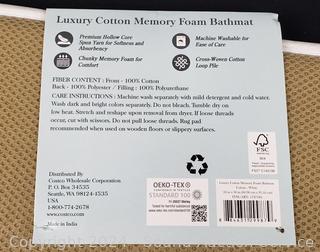 Luxury Cotton Memory Foam Bathmat
Premium Hollow Core
Spun Yarn for Softness and
Absorbency
Machine Washable for
Ease of Care
Chunky Memory Foam for
Comfort
Cross-Woven Cotton
Loop Pile
FIBER CONTENT : Front - 100% Cotton
Back - 100% Polyester / Filling : 100% Polyurethane
CARE INSTRUCTIONS : Machine wash separately with mild detergent and cold water.
Wash dark and bright colors separately. Do not bleach. Tumble dry on
low heat. Stretch and reshape upon removal from dryer. If loose threads
occur, cut with scissors. Do not pull loose threads. Rug pad
recommended when used on wooden floors or slippery surfaces.
FSC
MIX
Distributed By
Costco Wholesale Corporation
P. O Box 34535
Seattle, WA 98124-1535
USA
1-800-774-2678
www.costco.com
Made in India
OEKO-TEX®
STANDARD 100
Luxury Cotton Memory Foam Bathmat